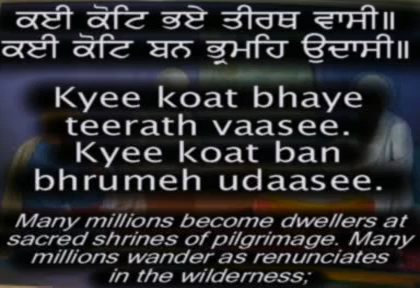 ਕਈ ਕੋਟਿ ਭਏ ਤੀਰਥ ਵਾਸੀ॥
ਕਈ ਕੋਟਿ ਬਨ ਭ੍ਰਮਹਿ ਉਦਾਸੀ॥
Kyee koat bhaye
teerath vaasee.
Kyee koat ban
bhrumeh udaasee.
Many millions become dwellers at
sacred shrines of pilgrimage. Many
millions wander as renunciates
in the wilderness;